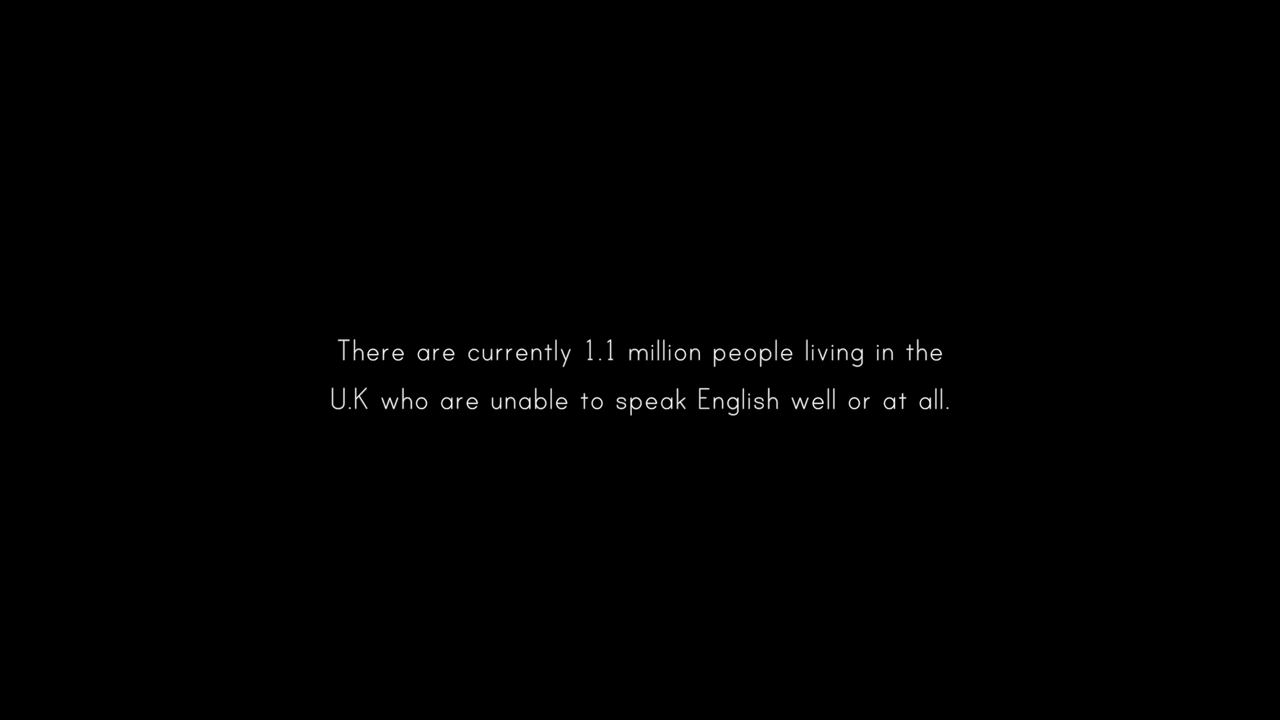 There are currently 1.1 million people living in the
U.K who are unable to speak English well or at all.